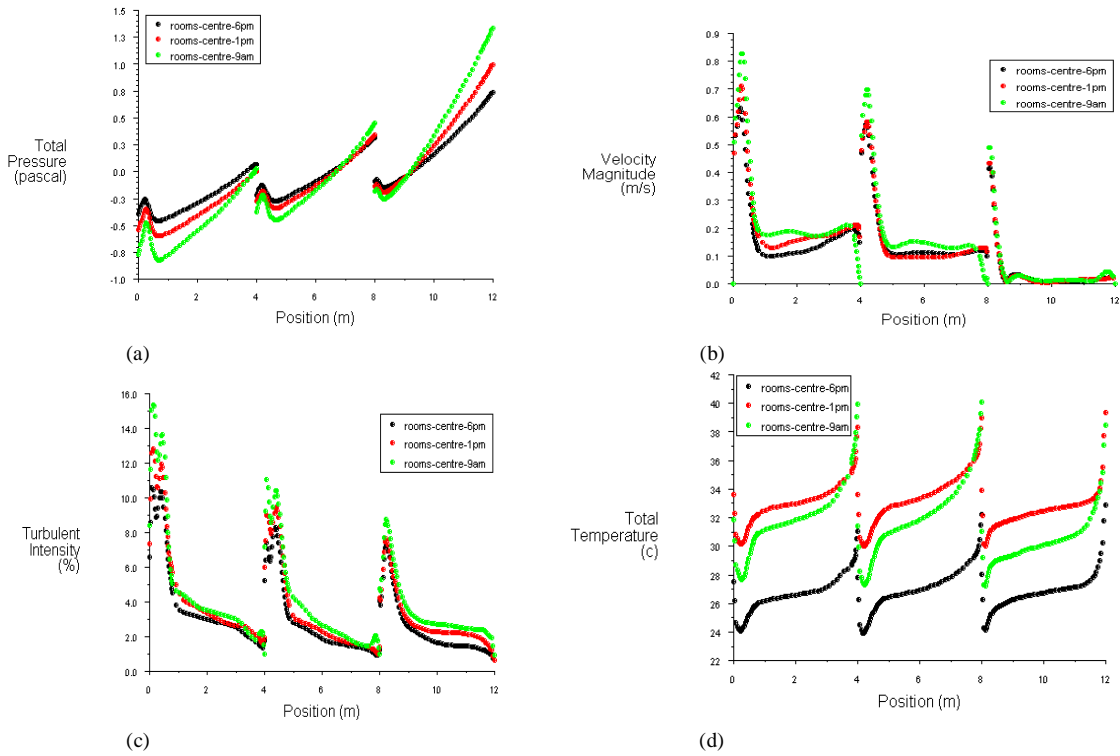 1.5
1.3
1.0
0.8
0.5
0.3
0.0
-0.3
-0.5
-0.8
-1.0
rooms-centre-6pm
rooms-centre-1pm
rooms-centre-9am
Total
Pressure
(pascal)
0 2 4 6 8 10 12
Position (m)
(a)
0.9
0.8
0.7
0.6
0.5
0.4
0.3
0.2
0.1
0.0
rooms-centre-6pm
rooms-centre-1pm
rooms-centre-9am
Velocity
Magnitude
(m/s)
0 2 4 6 8 10 12
Position (m)
(b)
16.0
14.0
12.0
10.0
8.0
6.0
4.0
2.0
0.0
rooms-centre-6pm
rooms-centre-1pm
rooms-centre-9am
Turbulent
Intensity
(%)
0 2 4 6 8 10 12
Position (m)
(c)
42
40
38
36
34
32
30
28
26
24
22
rooms-centre-6pm
rooms-centre-1pm
rooms-centre-9am
Total
Temperature
(c)
0 2 4 6 8 10 12
Position (m)
(d)